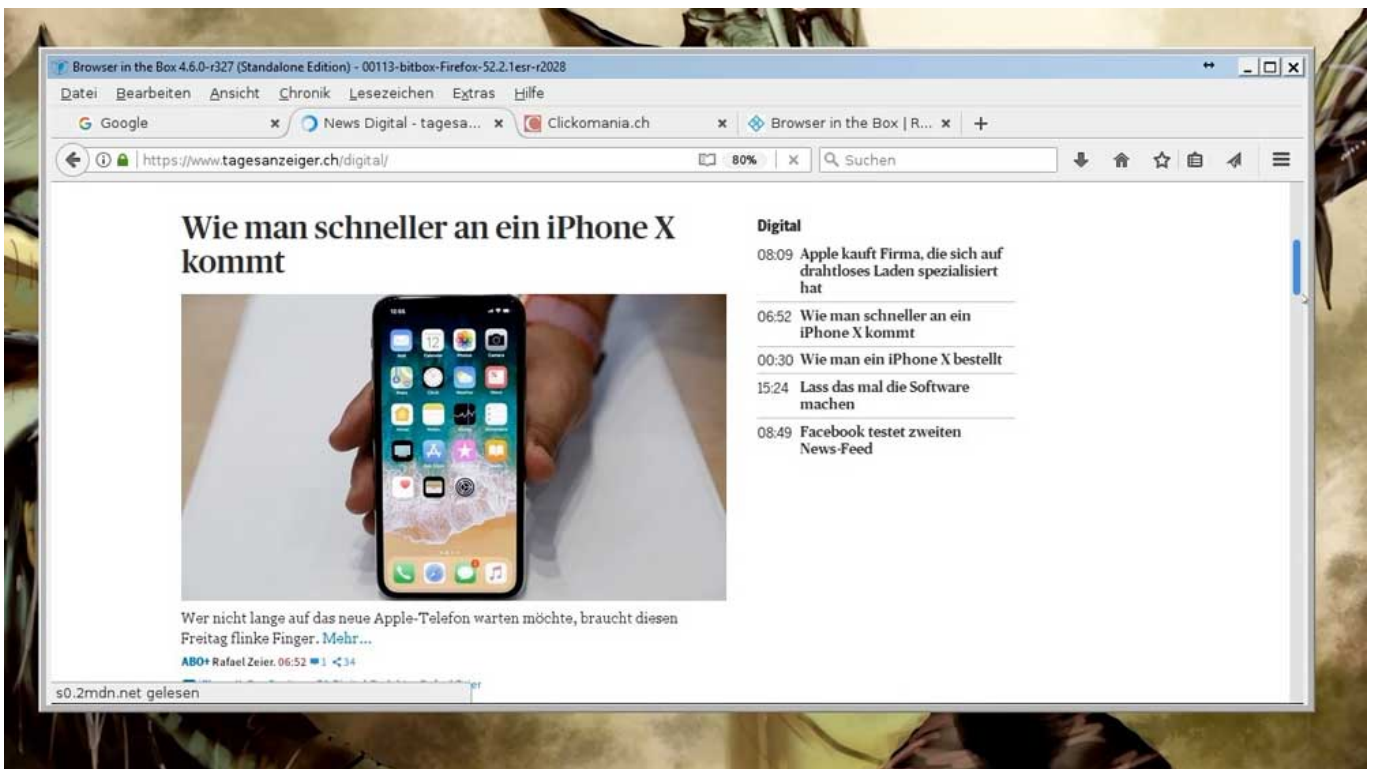 Browser in the Box 4.6.0-r327 (Standalone Edition) - 00113-bitbox-Firefox-52.2.1esr-r2028
Datei Bearbeiten Ansicht Chronik Lesezeichen Extras Hilfe
Google
News Digital - tagesa...
Clickomania.ch
Browser in the Box | R...
https://www.tagesanzeiger.ch/digital/
80%
Suchen
Wie man schneller an ein iPhone X
kommt
Digital
08:09 Apple kauft Firma, die sich auf
drahtloses Laden spezialisiert
hat
06:52 Wie man schneller an ein
iPhone X kommt
00:30 Wie man ein iPhone X bestellt
15:24 Lass das mal die Software
machen
08:49 Facebook testet zweiten
News-Feed
Wer nicht lange auf das neue Apple-Telefon warten möchte, braucht diesen
Freitag flinke Finger. Mehr...
ABO+ Rafael Zeier. 06:52 1 34
s0.2mdn.net gelesen